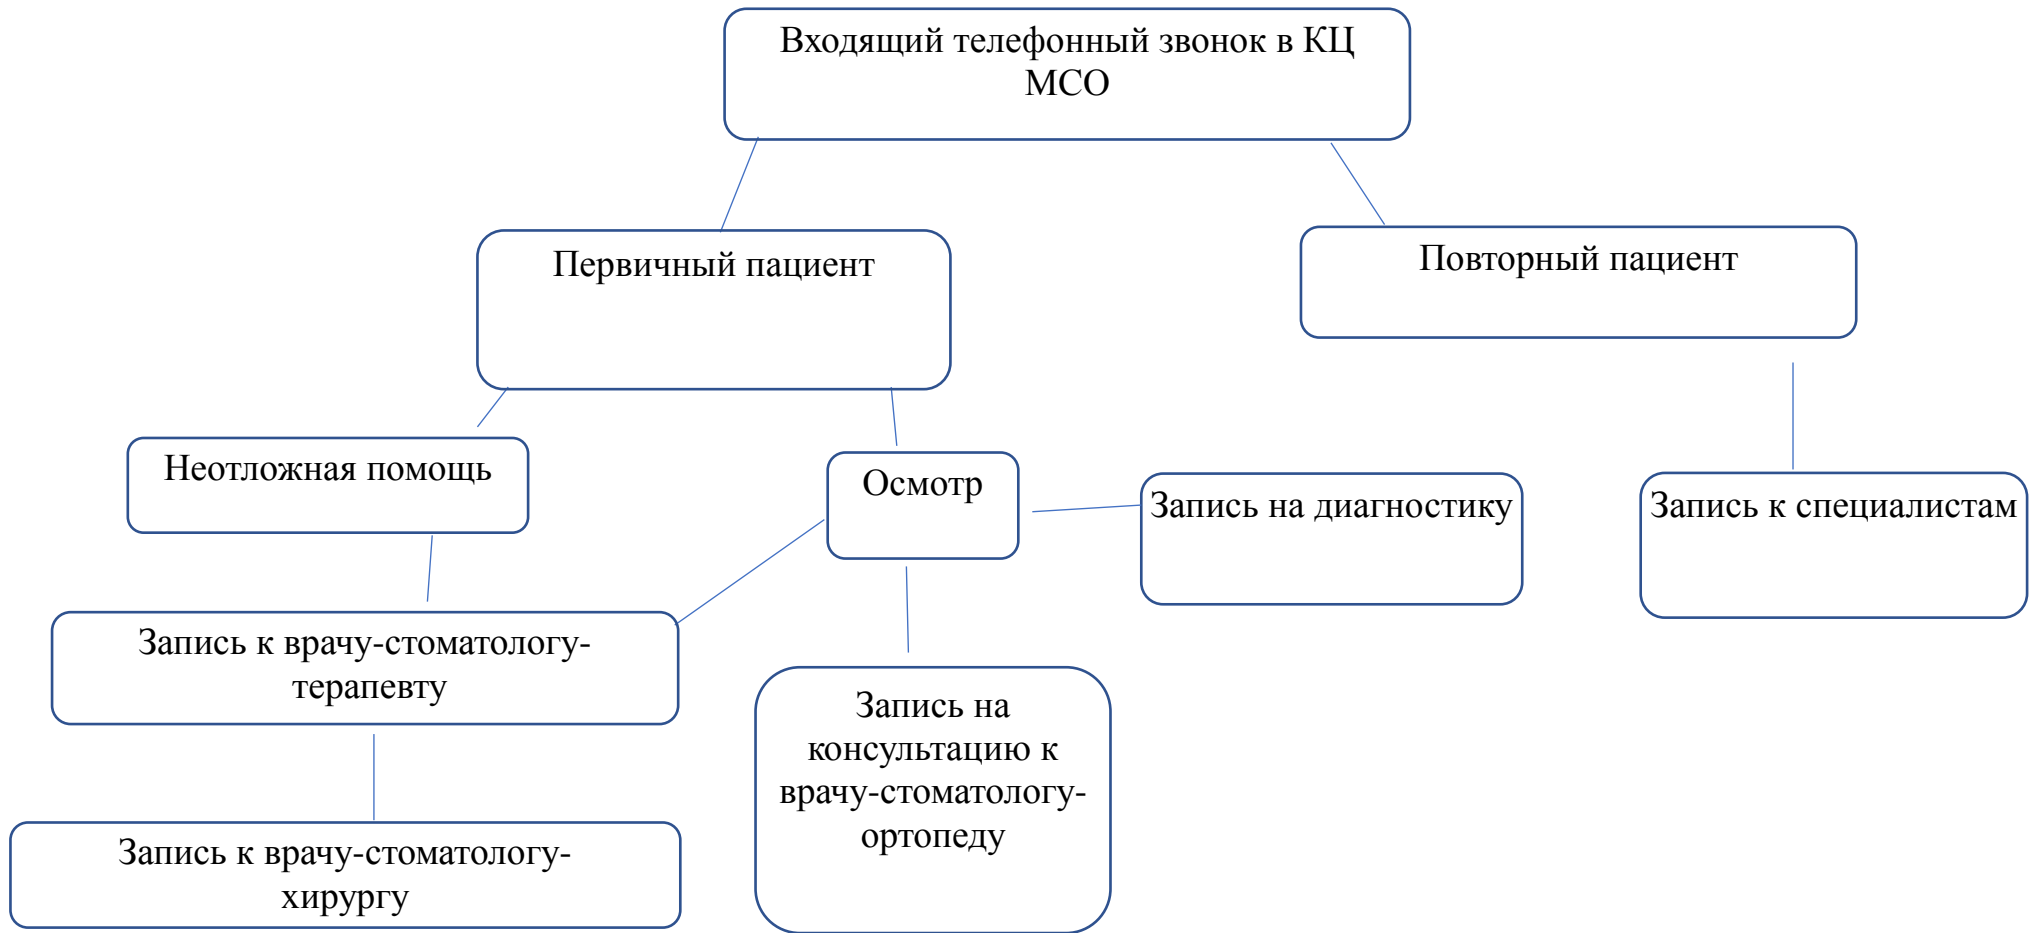 Входящий телефонный звонок в КЦ
МСО
Первичный пациент
Повторный пациент
Неотложная помощь
Осмотр
Запись на диагностику
Запись к специалистам
Запись к врачу-стоматологу-
терапевту
Запись на
консультацию к
врачу-стоматологу-
ортопеду
Запись к врачу-стоматологу-
хирургу